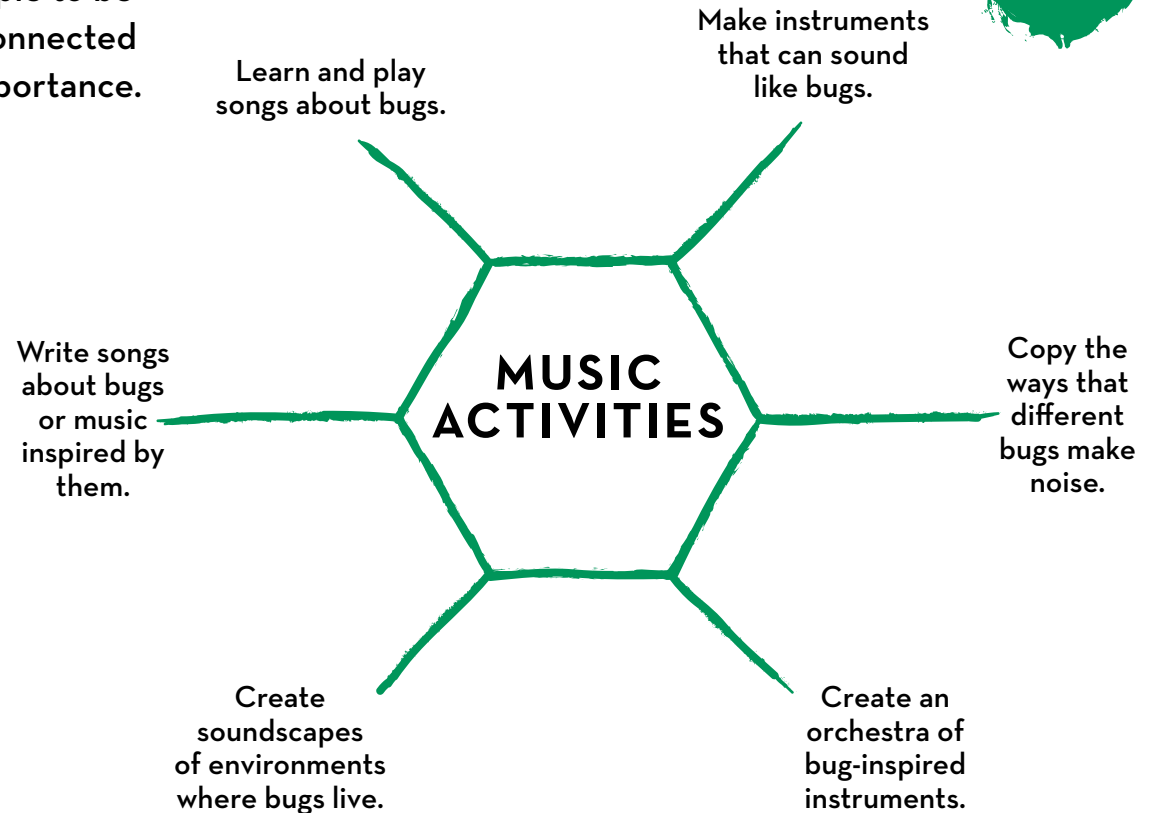 onnected
portance.
Learn and play
songs about bugs.
Make instruments
that can sound
like bugs.
Write songs
about bugs
or music
inspired by
them.
MUSIC
ACTIVITIES
Copy the
ways that
different
bugs make
noise.
Create
soundscapes
of environments
where bugs live.
Create an
orchestra of
bug-inspired
instruments.